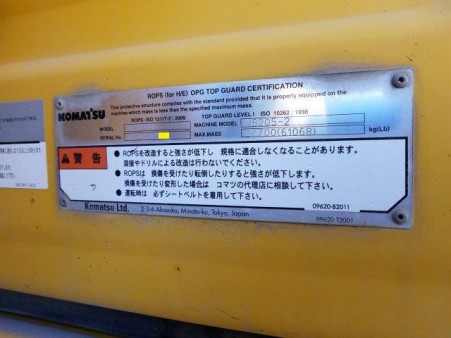 ROPS (for H/E) OPG TOP GUARD CERTIFICATION
This protective structure complies with the standard provided that it is properly equipped on the
machine which mass is less than the specified maximum mass.
KOMATSU
ROPS : ISO 12117-2 : 2008
TOP GUARD LEVEL I : ISO 10262 : 1998
MODEL
MACHINE MODEL
SERIAL No
MAX.MASS
27700(61068)
kg(Lb)
警告
● ROPSを改造すると強さが低下し 規格に適合しなくなることがあります。
溶接やドリルによる改造は行わないでください。
● ROPSは 損傷を受けたり転倒したりすると強さが低下します。
損傷を受けたり変形した場合は コマツの代理店に相談して下さい。
● 運転時は 必ずシートベルトを着用して下さい。
Komatsu Ltd.
2-3-6 Akasaka, Minato-ku, Tokyo, Japan
09620-B2011
09620-T2001